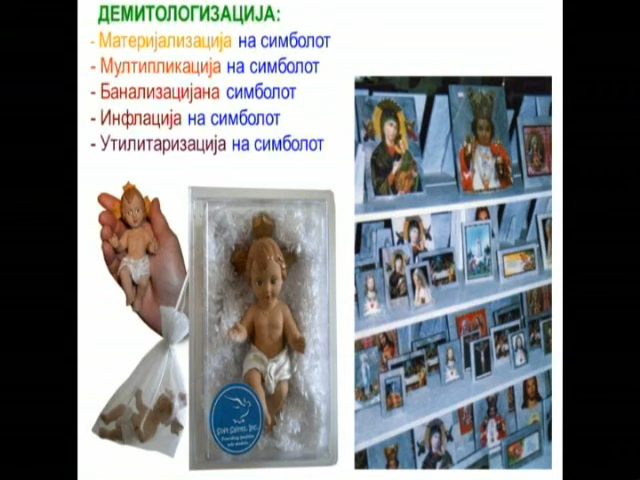 ДЕМИТОЛОГИЗАЦИЈА:
- Материјализација на симболот
- Мултипликација на симболот
- Банализацијана симболот
- Инфлација на симболот
- Утилитаризација на симболот